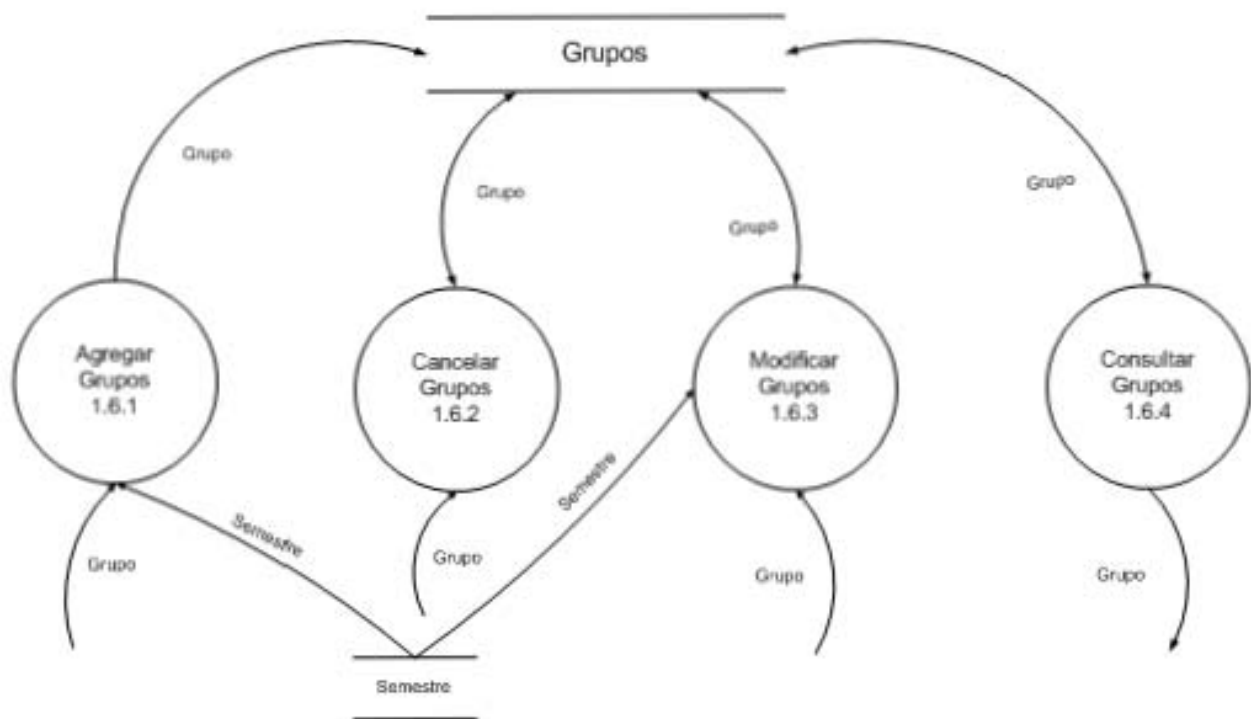 Grupos
Grupo
Grupo
Grupo
Grupo
Agregar
Grupos
1.6.1
Cancelar
Grupos
1.6.2
Modificar
Grupos
1.6.3
Consultar
Grupos
1.6.4
Semestre
Semestre
Grupo
Grupo
Grupo
Grupo
Semestre